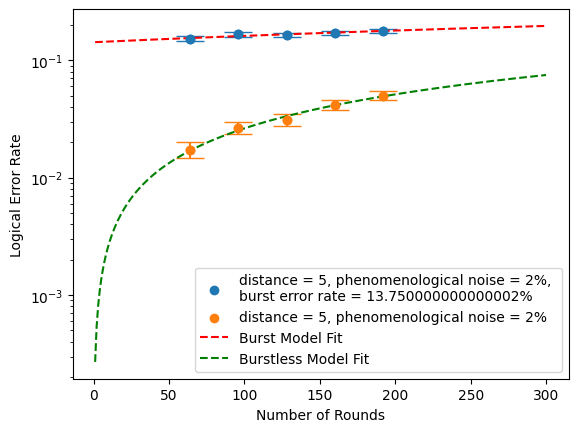 Logical Error Rate
10⁻¹
10⁻²
10⁻³
distance = 5, phenomenological noise = 2%,
burst error rate = 13.750000000000002%
distance = 5, phenomenological noise = 2%
Burst Model Fit
Burstless Model Fit
0 50 100 150 200 250 300
Number of Rounds